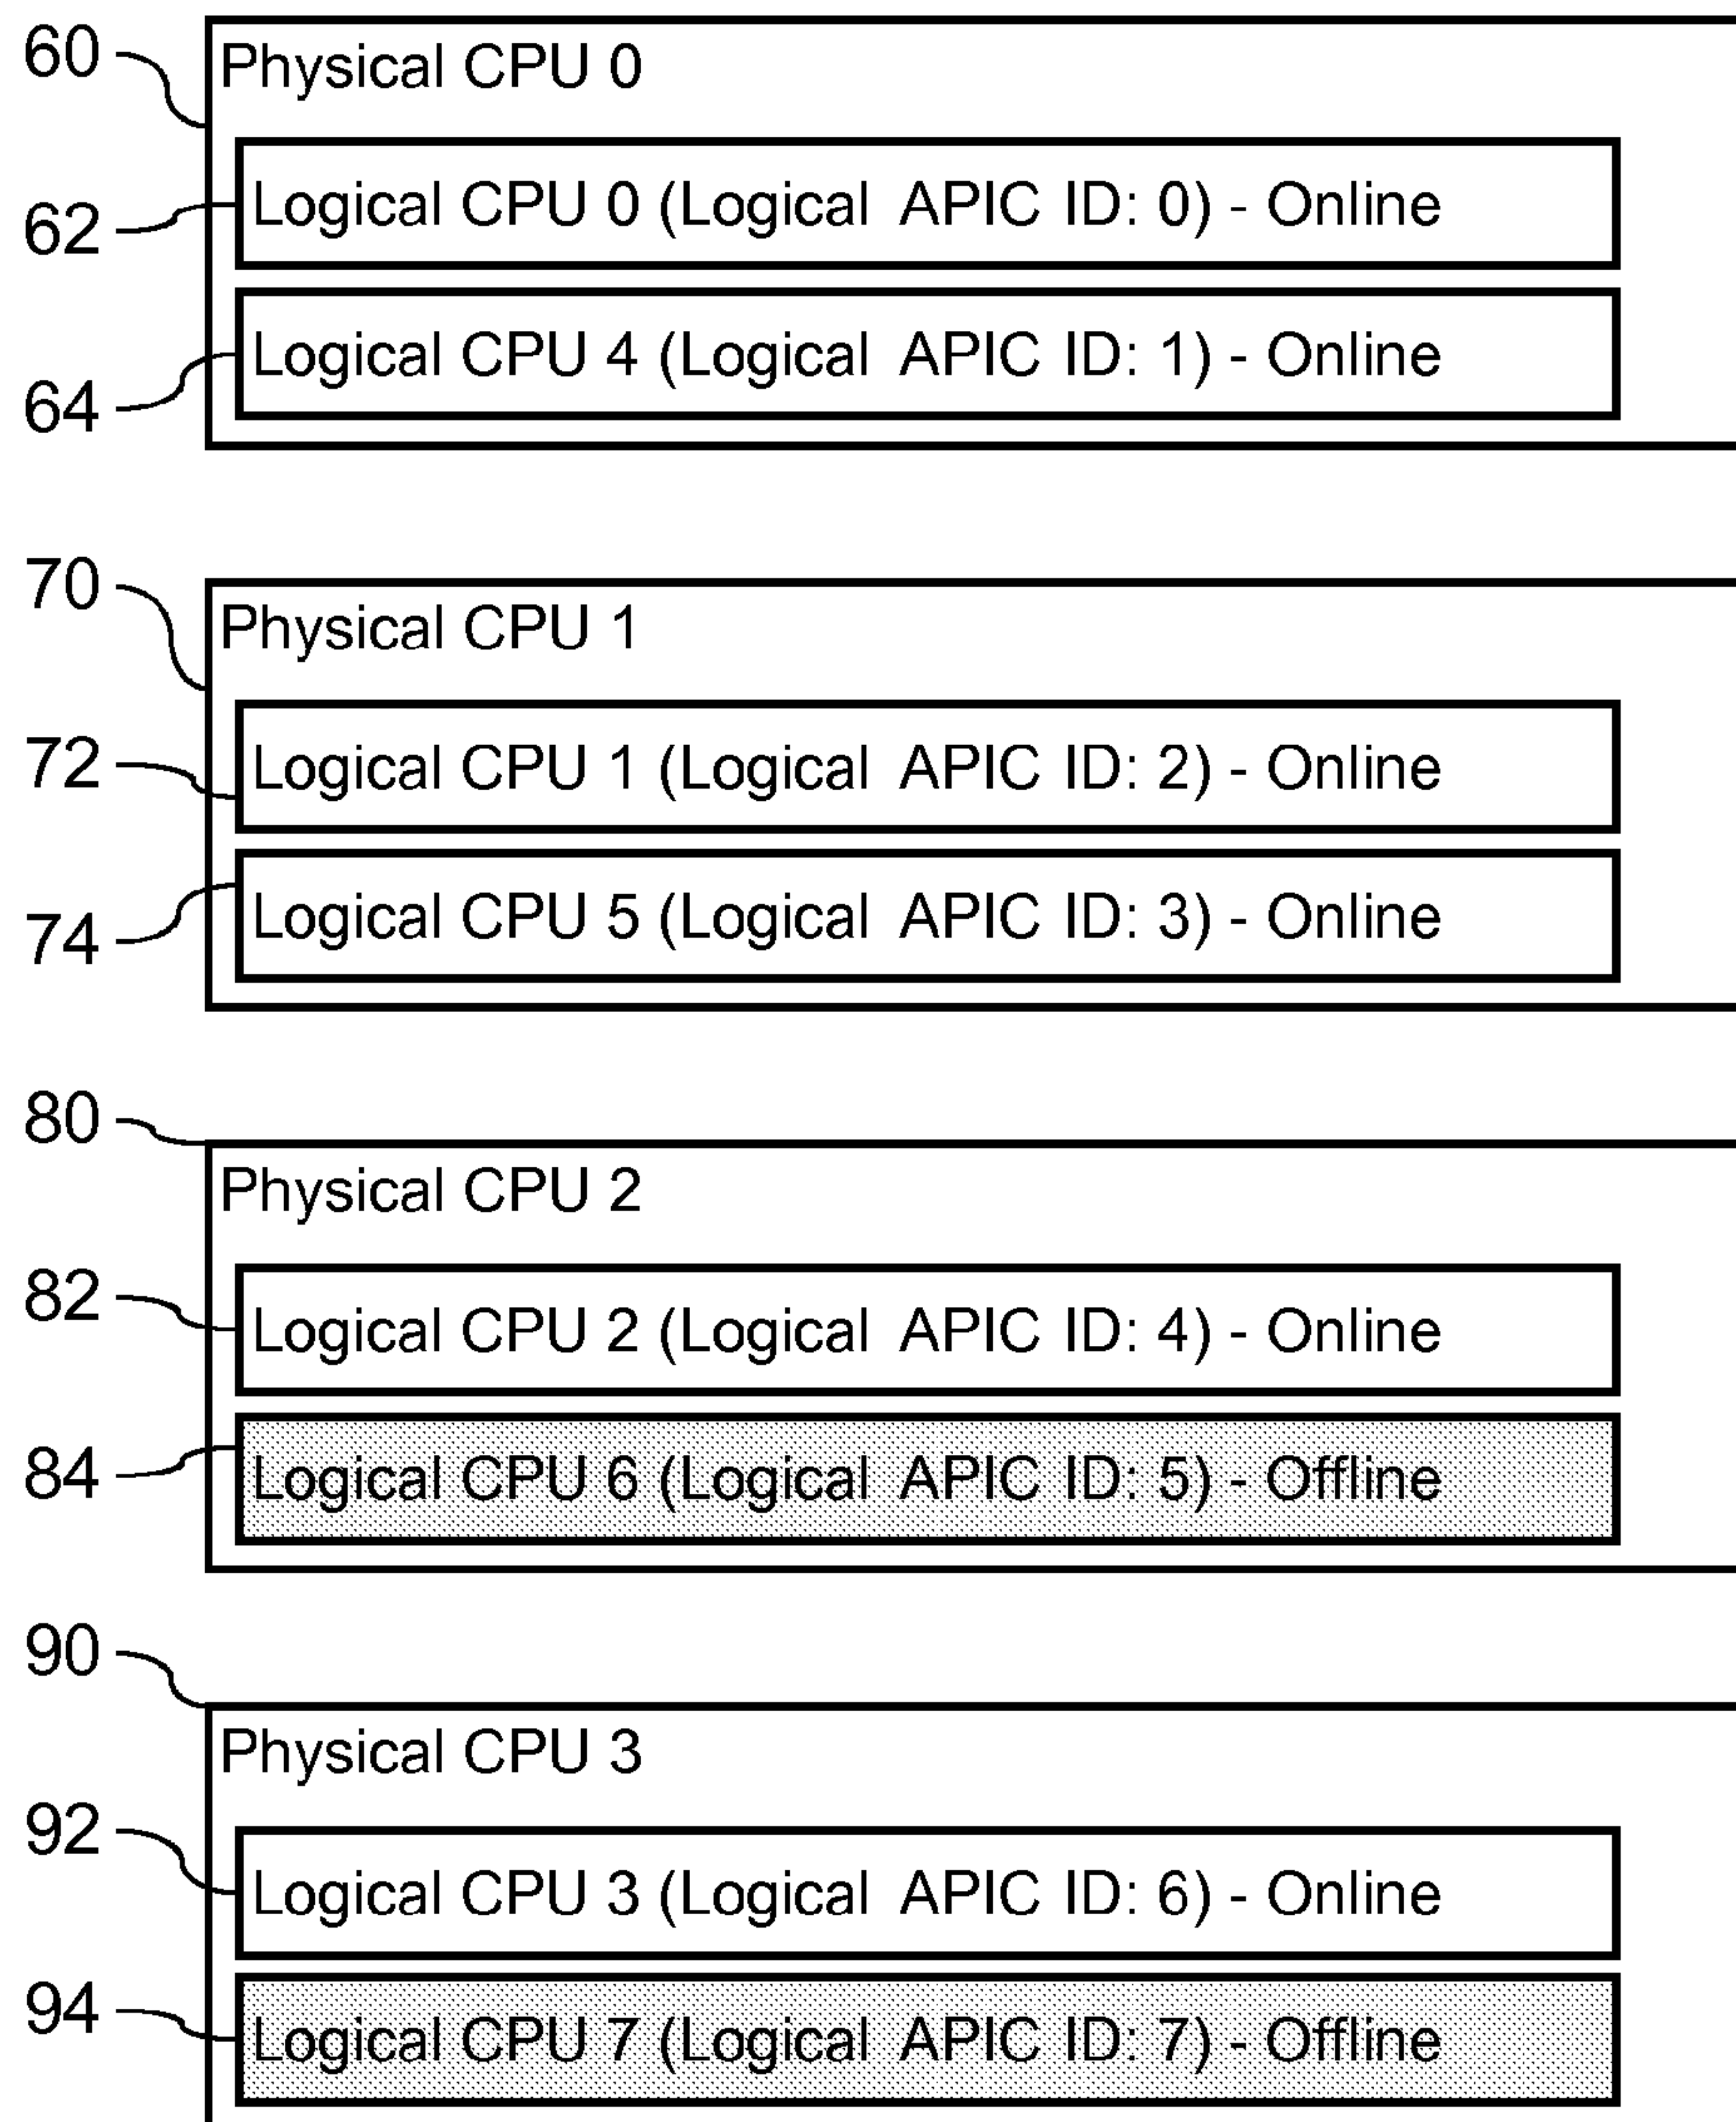 60
Physical CPU 0
62
Logical CPU 0 (Logical APIC ID: 0) - Online
64
Logical CPU 4 (Logical APIC ID: 1) - Online
70
Physical CPU 1
72
Logical CPU 1 (Logical APIC ID: 2) - Online
74
Logical CPU 5 (Logical APIC ID: 3) - Online
80
Physical CPU 2
82
Logical CPU 2 (Logical APIC ID: 4) - Online
84
Logical CPU 6 (Logical APIC ID: 5) - Offline
90
Physical CPU 3
92
Logical CPU 3 (Logical APIC ID: 6) - Online
94
Logical CPU 7 (Logical APIC ID: 7) - Offline